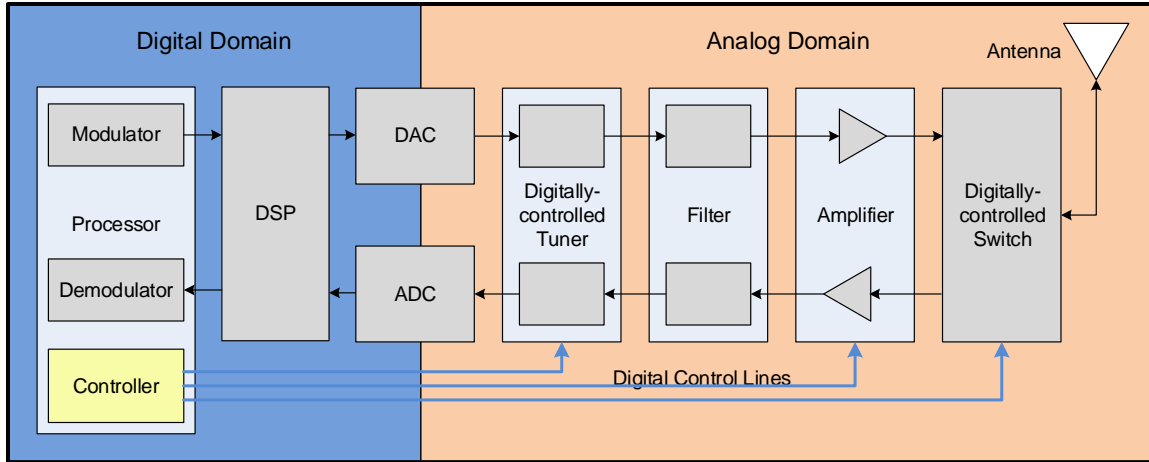 Digital Domain
Analog Domain
Antenna
Modulator
DAC
Processor
DSP
Digitally-
controlled
Tuner
Filter
Amplifier
Digitally-
controlled
Switch
Demodulator
ADC
Controller
Digital Control Lines